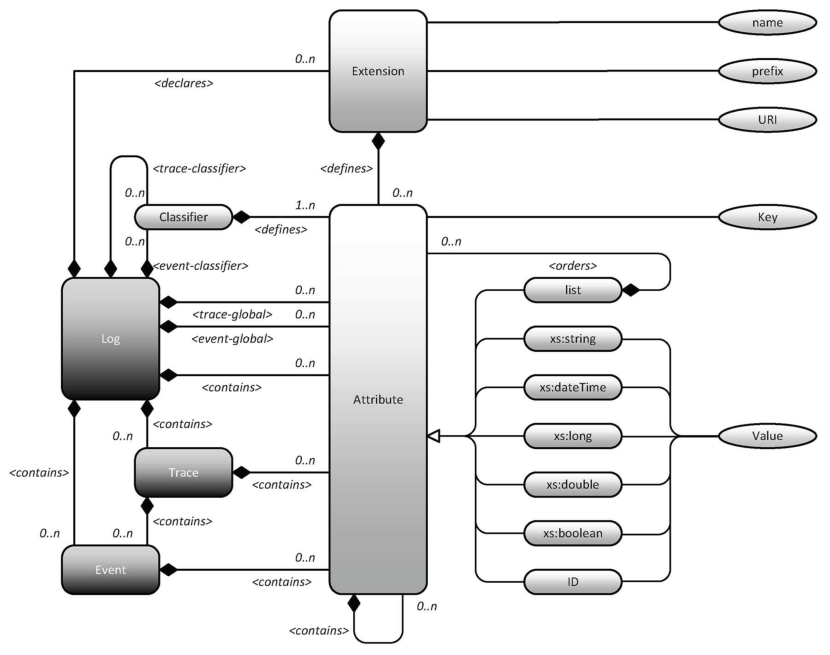 name
0..n
Extension
prefix
<declares>
URI
<trace-classifier>
<defines>
0..n
0..n
1..n
Classifier
Key
<defines>
0..n
0..n
<event-classifier>
<orders>
0..n
list
<trace-global>
0..n
Log
<event-global>
xs:string
0..n
<contains>
xs:dateTime
Attribute
<contains>
0..n
xs:long
Value
0..n
<contains>
Trace
<contains>
xs:double
<contains>
0..n
0..n
0..n
xs:boolean
Event
<contains>
ID
0..n
<contains>